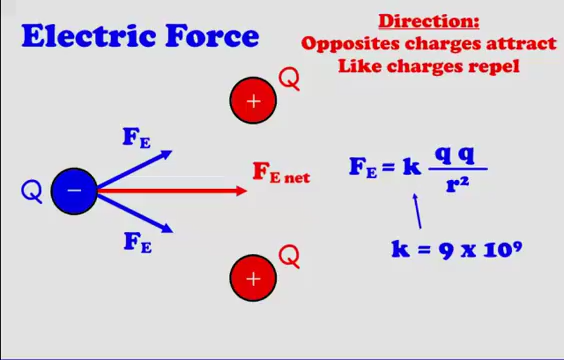 Electric Force
Direction:
Opposites charges attract
Like charges repel
Q
+
F_E
Q
−
F_E net
F_E = k q q / r²
F_E
k = 9 x 10⁹
Q
+